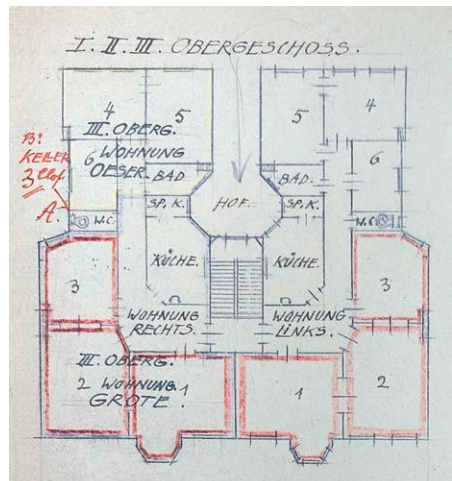 I. II. III. OBERGESCHOSS.
4
5
5
4
III. OBERG.
B:
KELLER
6 WOHNUNG
6
3
OESER.
BAD
BAD.
A.
SP. K.
HOF.
SP. K.
W.C.
W.C.
KÜCHE.
KÜCHE.
3
3
WOHNUNG
RECHTS.
WOHNUNG
LINKS.
III. OBERG.
2 WOHNUNG. 1
GROTE.
1
2